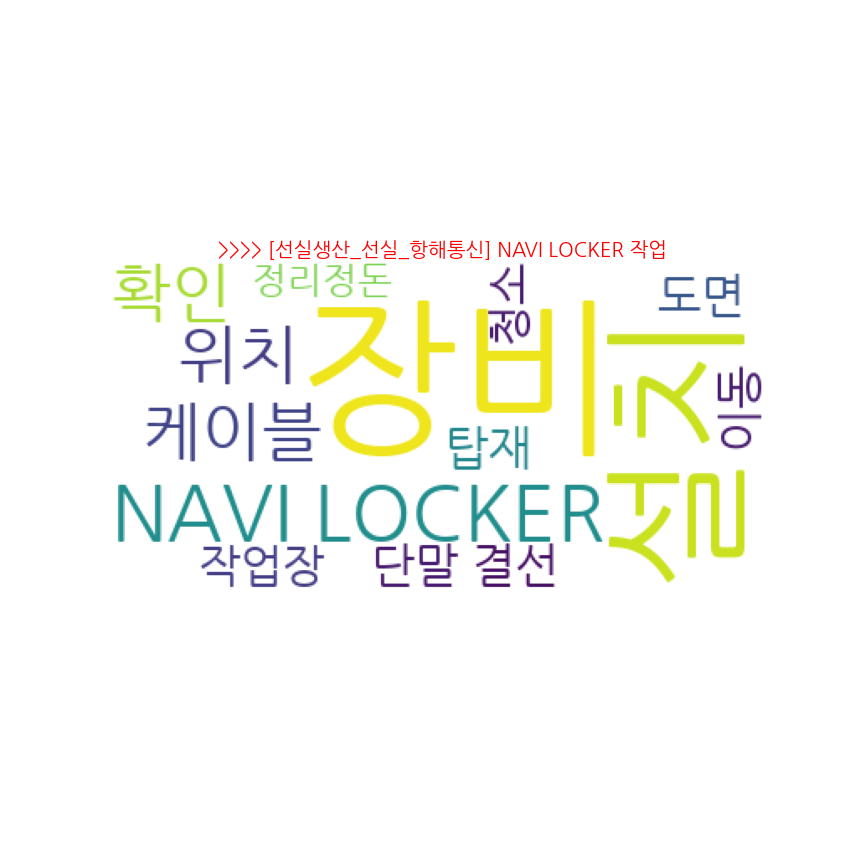 >>>> [선실생산_선실_항해통신] NAVI LOCKER 작업
확인
정리정돈
청소
도면
장비
설치
위치
이동
케이블
탑재
NAVI LOCKER
작업장
단말 결선